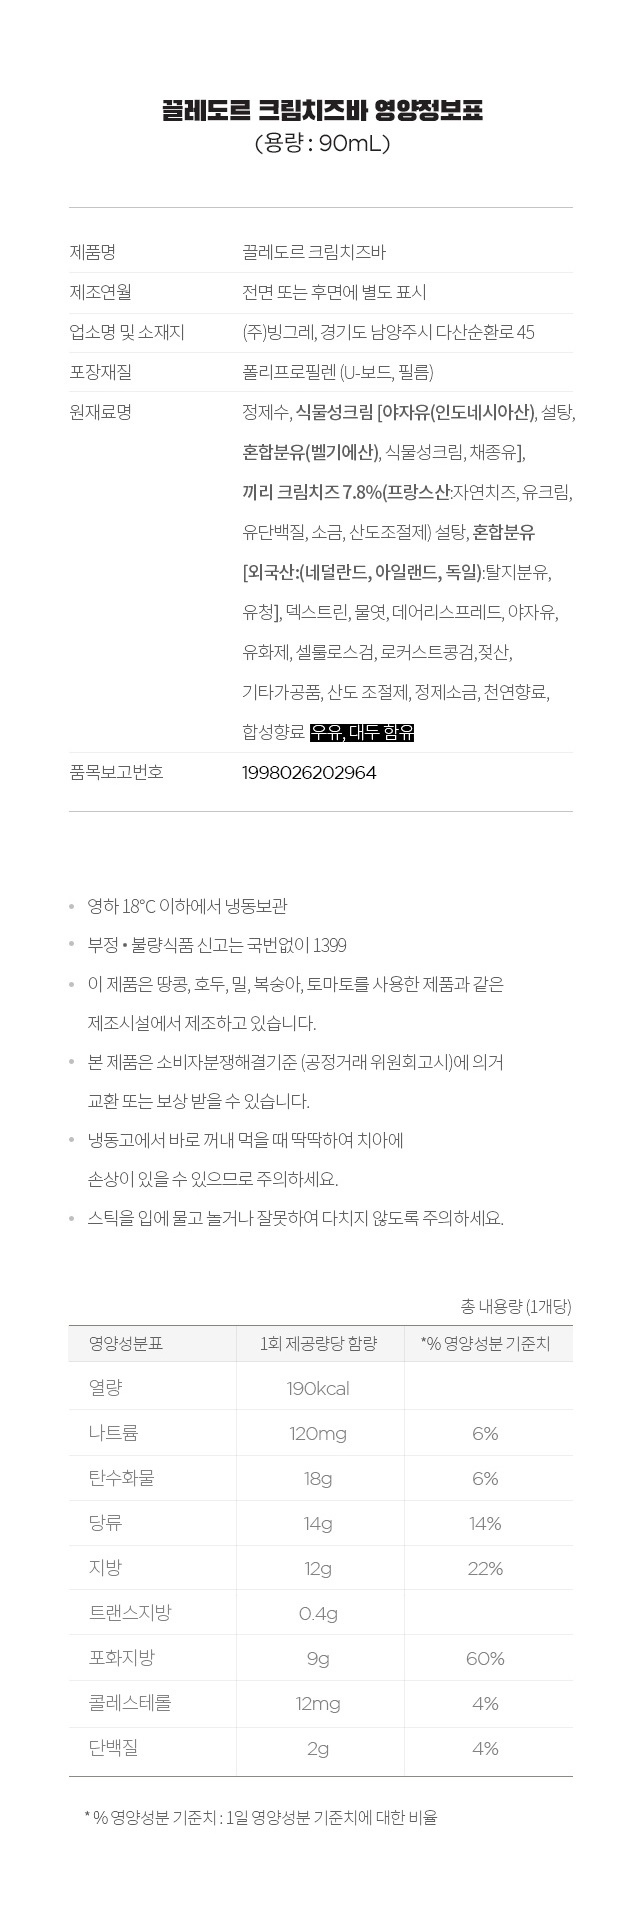 끌레도르 크림치즈바 영양정보표
(용량 : 90mL)
제품명 끌레도르 크림치즈바
제조연월 전면 또는 후면에 별도 표시
업소명 및 소재지 (주)빙그레, 경기도 남양주시 다산순환로 45
포장재질 폴리프로필렌 (U-보드, 필름)
원재료명 정제수, 식물성크림 [야자유(인도네시아산), 설탕,
혼합분유(벨기에산), 식물성크림, 채종유],
끼리 크림치즈 7.8%(프랑스산:자연치즈, 유크림,
유단백질, 소금, 산도조절제) 설탕, 혼합분유
[외국산:(네덜란드, 아일랜드, 독일):탈지분유,
유청], 덱스트린, 물엿, 데어리스프레드, 야자유,
유화제, 셀룰로스검, 로커스트콩검,젖산,
기타가공품, 산도 조절제, 정제소금, 천연향료,
합성향료 우유, 대두 함유
품목보고번호 1998026202964
• 영하 18℃ 이하에서 냉동보관
• 부정 • 불량식품 신고는 국번없이 1399
• 이 제품은 땅콩, 호두, 밀, 복숭아, 토마토를 사용한 제품과 같은
제조시설에서 제조하고 있습니다.
• 본 제품은 소비자분쟁해결기준 (공정거래 위원회고시)에 의거
교환 또는 보상 받을 수 있습니다.
• 냉동고에서 바로 꺼내 먹을 때 딱딱하여 치아에
손상이 있을 수 있으므로 주의하세요.
• 스틱을 입에 물고 놀거나 잘못하여 다치지 않도록 주의하세요.
총 내용량 (1개당)
영양성분표 1회 제공량당 함량 *% 영양성분 기준치
열량 190kcal
나트륨 120mg 6%
탄수화물 18g 6%
당류 14g 14%
지방 12g 22%
트랜스지방 0.4g
포화지방 9g 60%
콜레스테롤 12mg 4%
단백질 2g 4%
* % 영양성분 기준치 : 1일 영양성분 기준치에 대한 비율